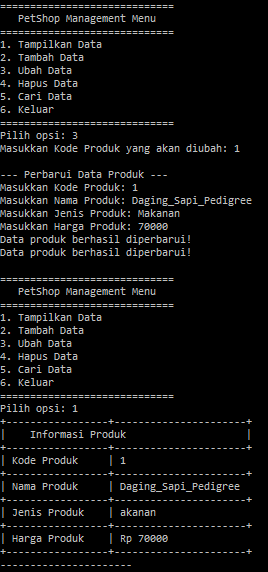 ==============================
PetShop Management Menu
==============================
1. Tampilkan Data
2. Tambah Data
3. Ubah Data
4. Hapus Data
5. Cari Data
6. Keluar
==============================
Pilih opsi: 3
Masukkan Kode Produk yang akan diubah: 1

--- Perbarui Data Produk ---
Masukkan Kode Produk: 1
Masukkan Nama Produk: Daging_Sapi_Pedigree
Masukkan Jenis Produk: Makanan
Masukkan Harga Produk: 70000
Data produk berhasil diperbarui!
Data produk berhasil diperbarui!

==============================
PetShop Management Menu
==============================
1. Tampilkan Data
2. Tambah Data
3. Ubah Data
4. Hapus Data
5. Cari Data
6. Keluar
==============================
Pilih opsi: 1
+----------------+----------------------+
|    Informasi Produk                   |
+----------------+----------------------+
| Kode Produk    | 1
+----------------+----------------------+
| Nama Produk    | Daging_Sapi_Pedigree
+----------------+----------------------+
| Jenis Produk   | akanan
+----------------+----------------------+
| Harga Produk   | Rp 70000
+----------------+----------------------+
----------------------